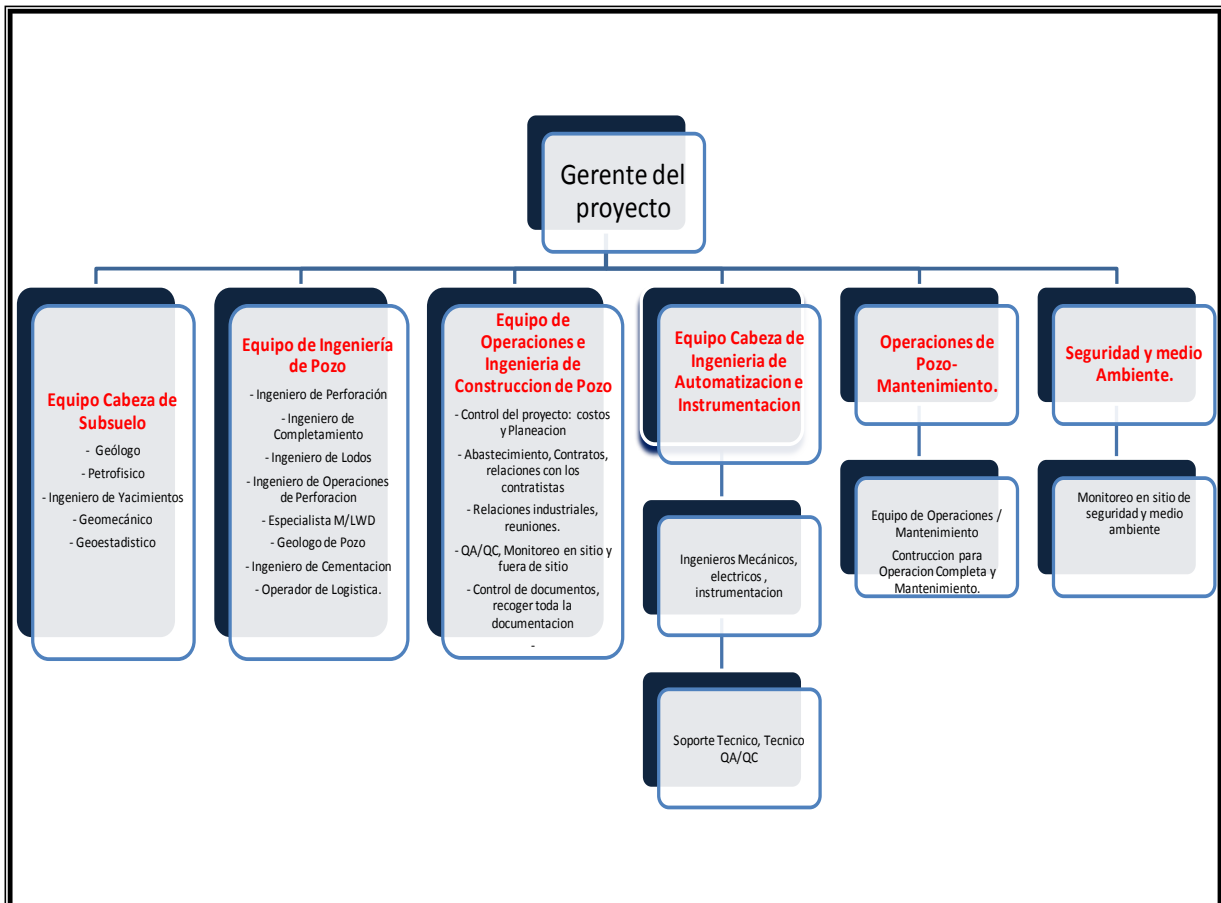 Gerente del
proyecto
Equipo Cabeza de
Subsuelo
- Geólogo
- Petrofisico
- Ingeniero de Yacimientos
- Geomecánico
- Geoestadistico
Equipo de Ingeniería
de Pozo
- Ingeniero de Perforación
- Ingeniero de
Completamiento
- Ingeniero de Lodos
- Ingeniero de Operaciones
de Perforacion
- Especialista M/LWD
- Geologo de Pozo
- Ingeniero de Cementacion
- Operador de Logistica.
Equipo de
Operaciones e
Ingenieria de
Construccion de Pozo
- Control del proyecto: costos
y Planeacion
- Abastecimiento, Contratos,
relaciones con los
contratistas
- Relaciones industriales,
reuniones.
- QA/QC, Monitoreo en sitio y
fuera de sitio
- Control de documentos,
recoger toda la
documentacion
-
Equipo Cabeza de
Ingenieria de
Automatizacion e
Instrumentacion
Ingenieros Mecánicos,
electricos ,
instrumentacion
Soporte Tecnico, Tecnico
QA/QC
Operaciones de
Pozo-
Mantenimiento.
Equipo de Operaciones /
Mantenimiento
Contruccion para
Operacion Completa y
Mantenimiento.
Seguridad y medio
Ambiente.
Monitoreo en sitio de
seguridad y medio
ambiente